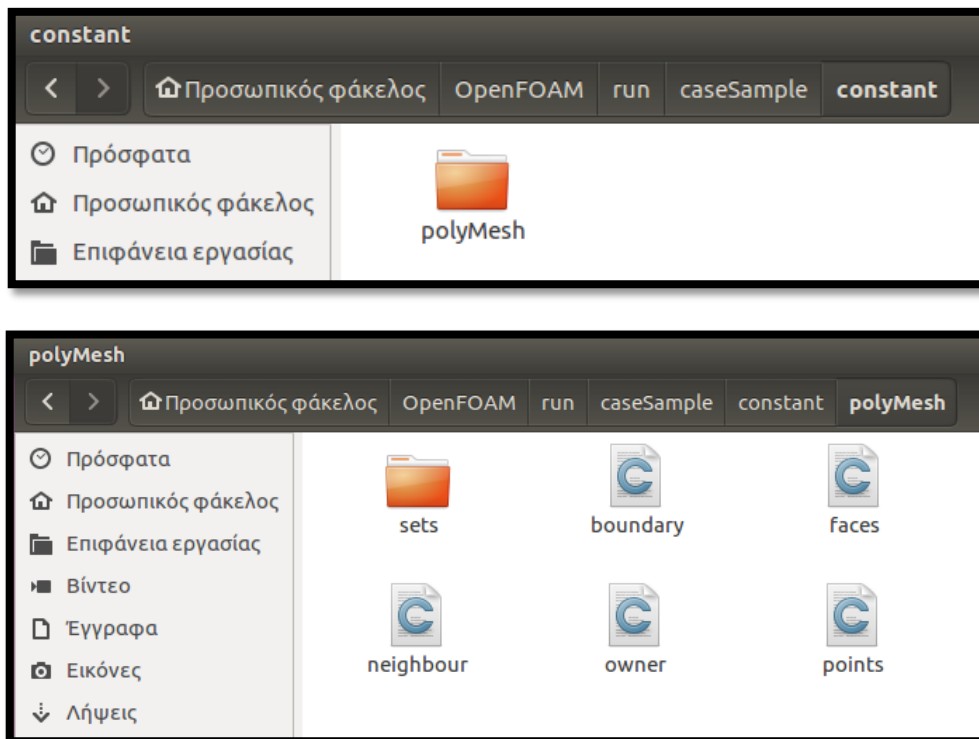 constant
Προσωπικός φάκελος OpenFOAM run caseSample constant
Πρόσφατα
Προσωπικός φάκελος
Επιφάνεια εργασίας
polyMesh
polyMesh
Προσωπικός φάκελος OpenFOAM run caseSample constant polyMesh
Πρόσφατα
Προσωπικός φάκελος
Επιφάνεια εργασίας
Βίντεο
Έγγραφα
Εικόνες
Λήψεις
sets boundary faces
neighbour owner points